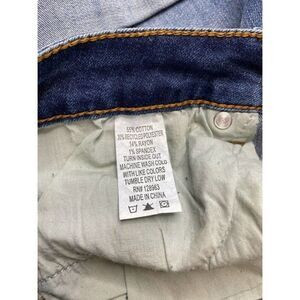 55% COTTON
30% RECYCLED POLYESTER
14% RAYON
1% SPANDEX
TURN INSIDE OUT
MACHINE WASH COLD
WITH LIKE COLORS
TUMBLE DRY LOW
RN# 128963
MADE IN CHINA